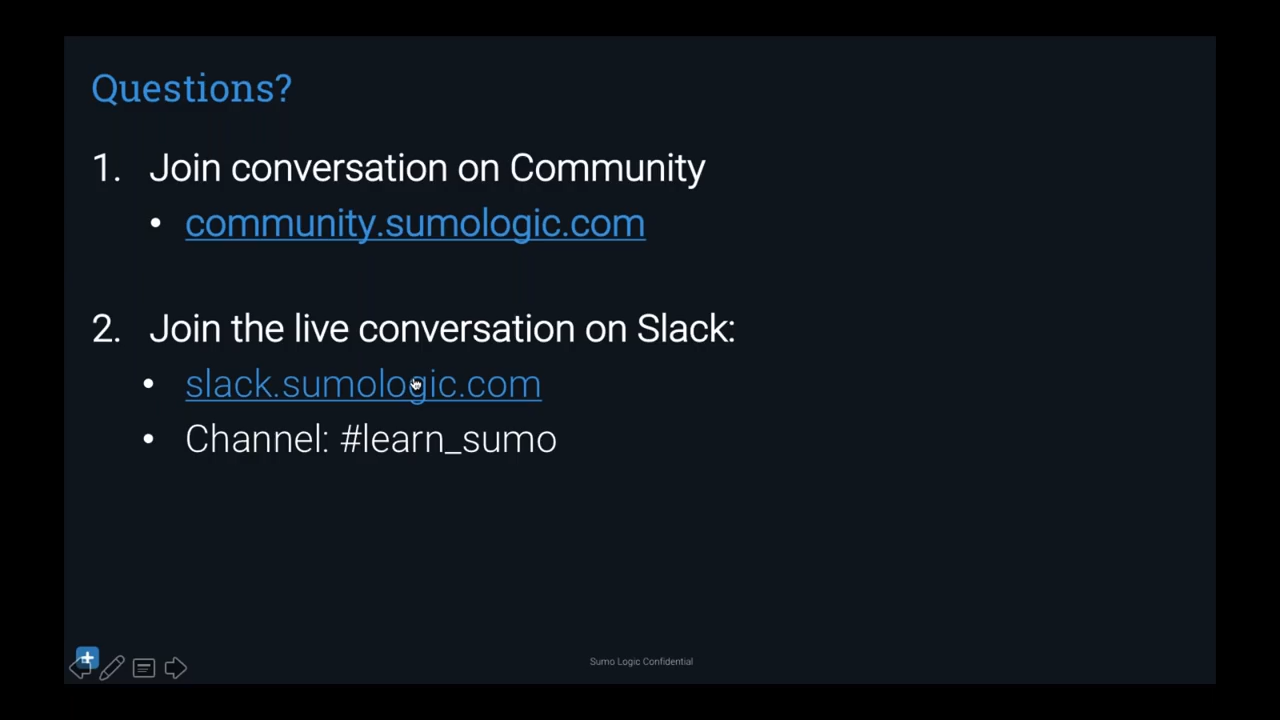 Questions?
1. Join conversation on Community
• community.sumologic.com
2. Join the live conversation on Slack:
• slack.sumologic.com
• Channel: #learn_sumo
Sumo Logic Confidential